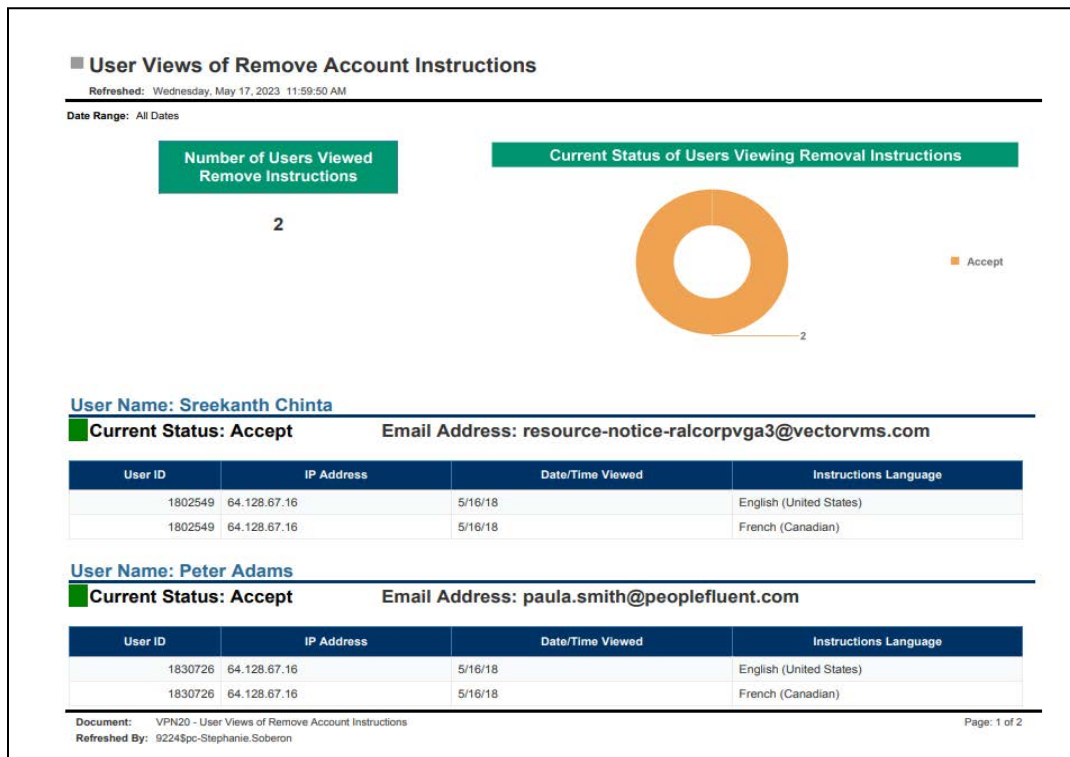 User Views of Remove Account Instructions
Refreshed: Wednesday, May 17, 2023 11:59:50 AM
Date Range: All Dates
Number of Users Viewed
Remove Instructions
2
Current Status of Users Viewing Removal Instructions
Accept
2
User Name: Sreekanth Chinta
Current Status: Accept Email Address: resource-notice-ralcorpvga3@vectorvms.com
User ID IP Address Date/Time Viewed Instructions Language
1802549 64.128.67.16 5/16/18 English (United States)
1802549 64.128.67.16 5/16/18 French (Canadian)
User Name: Peter Adams
Current Status: Accept Email Address: paula.smith@peoplefluent.com
User ID IP Address Date/Time Viewed Instructions Language
1830726 64.128.67.16 5/16/18 English (United States)
1830726 64.128.67.16 5/16/18 French (Canadian)
Document: VPN20 - User Views of Remove Account Instructions Page: 1 of 2
Refreshed By: 9224$pc-Stephanie.Soberon